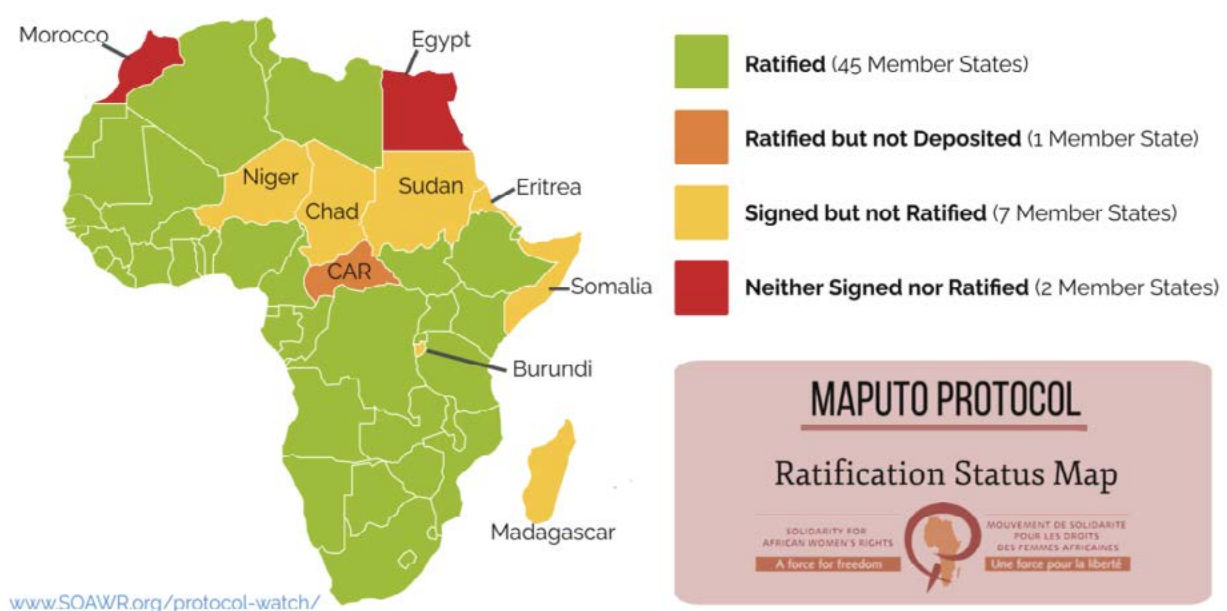 Morocco
Egypt
Niger
Chad
Sudan
Eritrea
CAR
Somalia
Burundi
Madagascar
www.SOAWR.org/protocol-watch/
Ratified (45 Member States)
Ratified but not Deposited (1 Member State)
Signed but not Ratified (7 Member States)
Neither Signed nor Ratified (2 Member States)
MAPUTO PROTOCOL
Ratification Status Map
SOLIDARITY FOR
AFRICAN WOMEN'S RIGHTS
A force for freedom
MOUVEMENT DE SOLIDARITE
POUR LES DROITS
DES FEMMES AFRICAINES
Une force pour la liberté